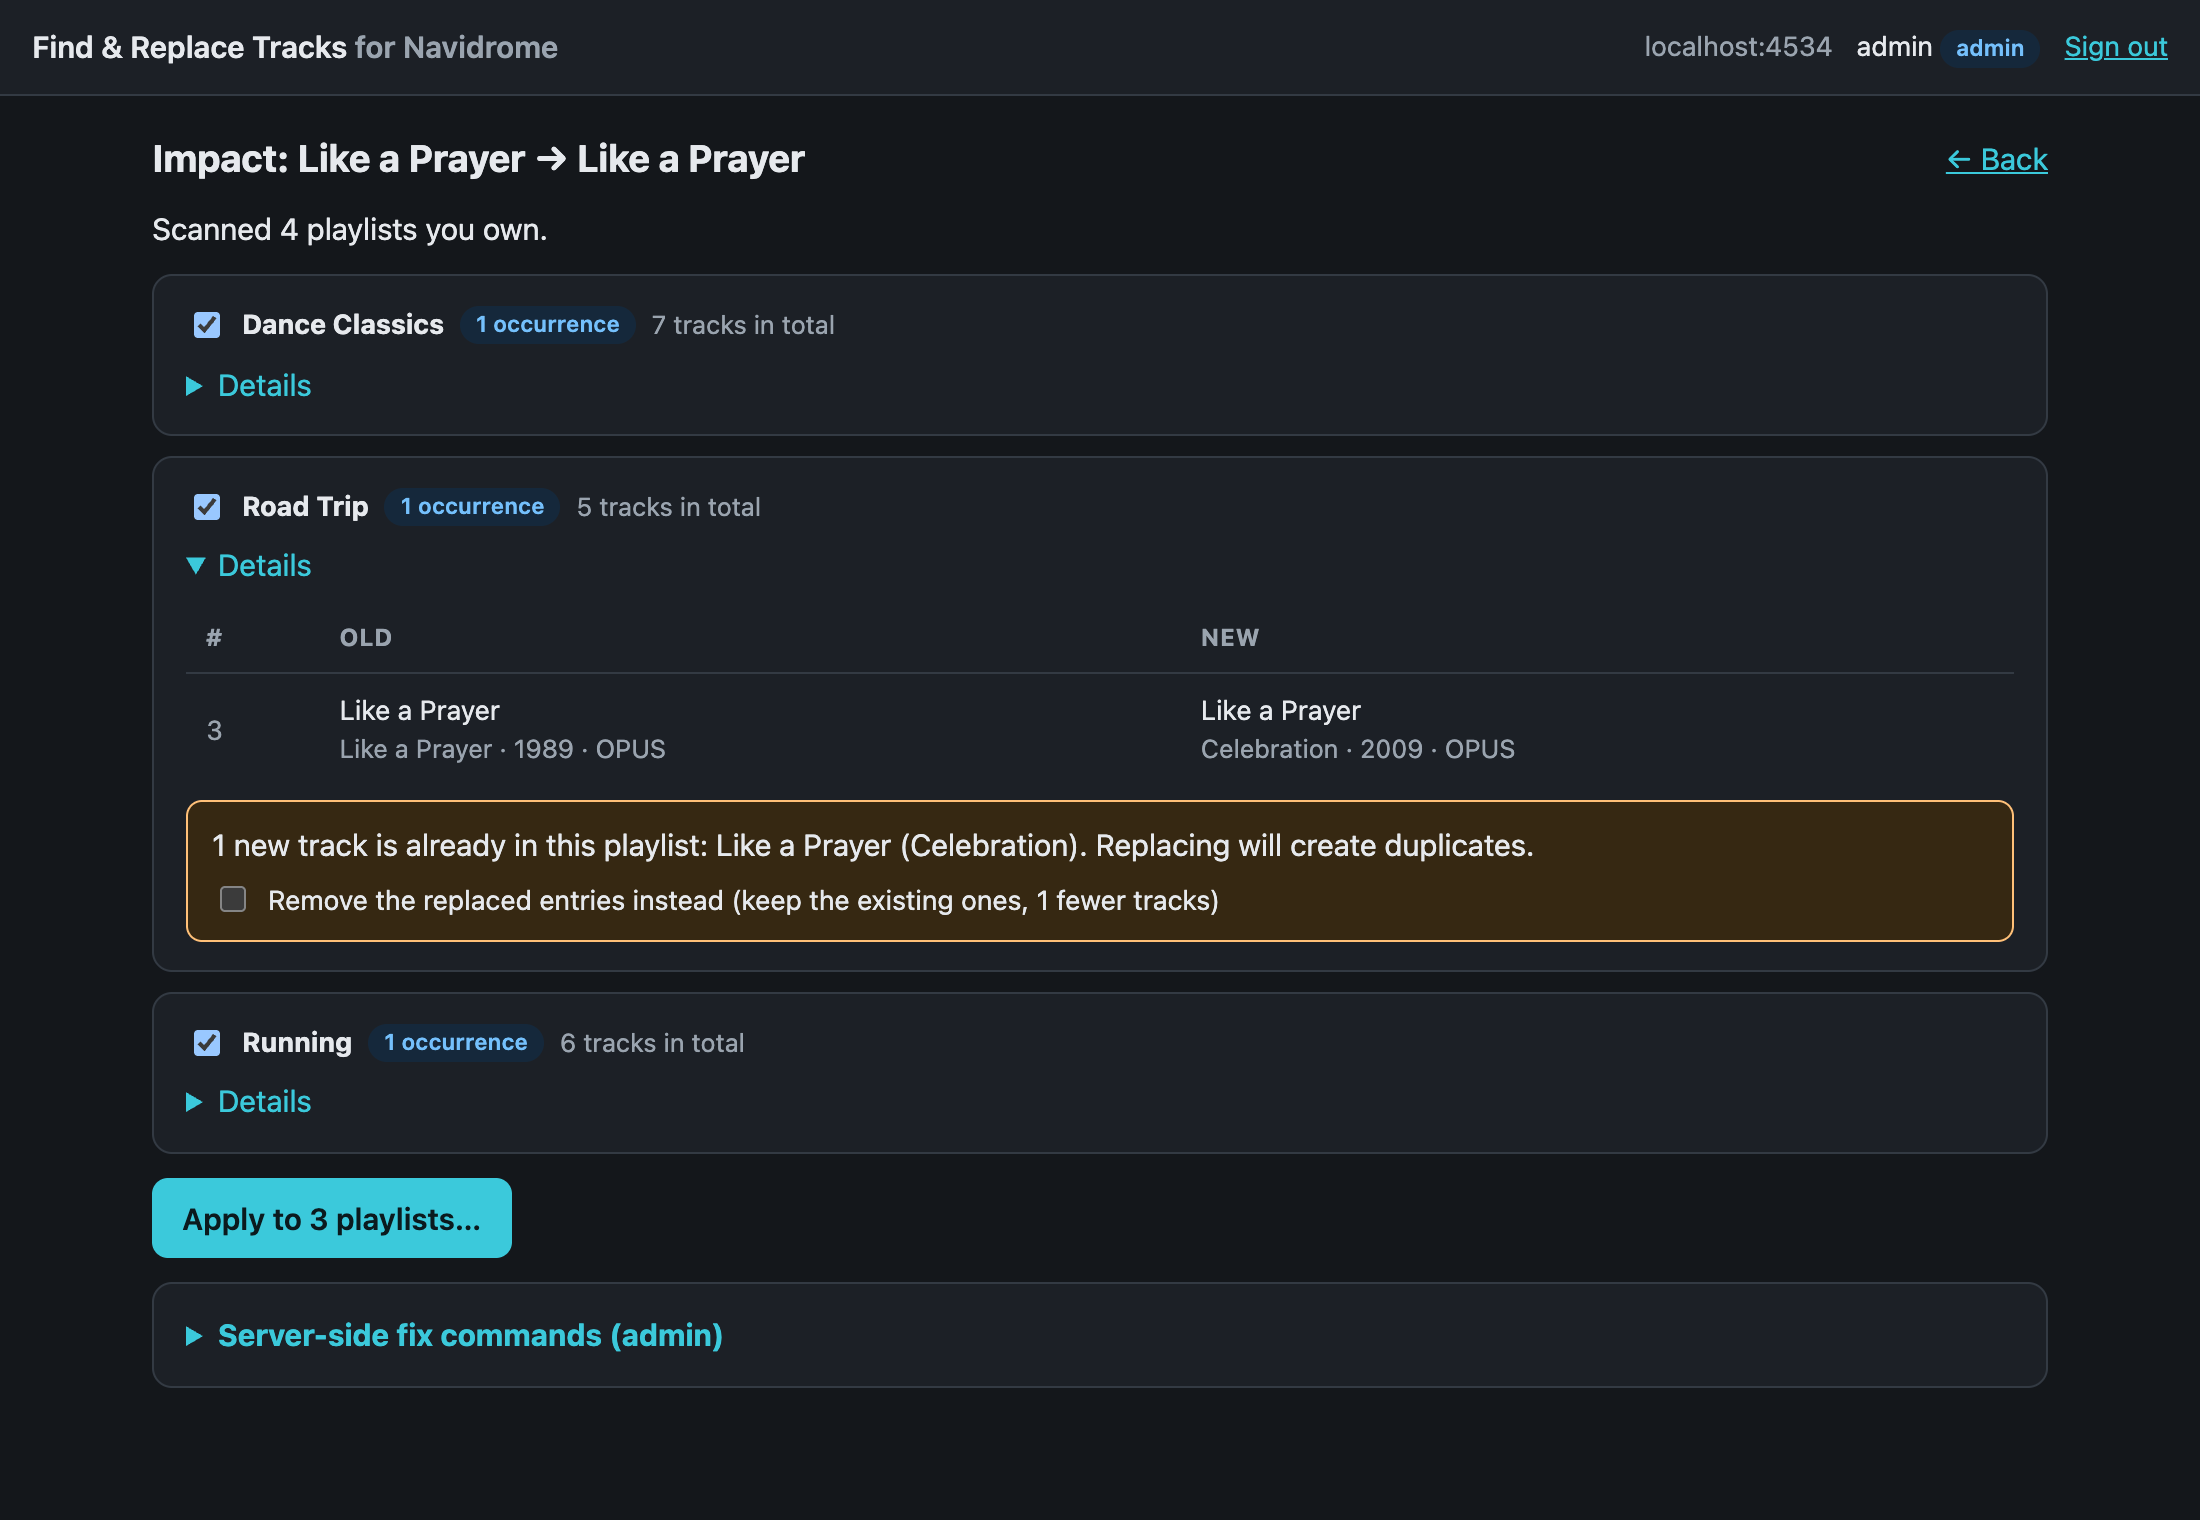 Find & Replace Tracks for Navidrome
localhost:4534 admin admin Sign out
Impact: Like a Prayer → Like a Prayer
← Back
Scanned 4 playlists you own.
Dance Classics 1 occurrence 7 tracks in total
Details
Road Trip 1 occurrence 5 tracks in total
Details
# OLD NEW
3 Like a Prayer Like a Prayer
Like a Prayer · 1989 · OPUS Celebration · 2009 · OPUS
1 new track is already in this playlist: Like a Prayer (Celebration). Replacing will create duplicates.
Remove the replaced entries instead (keep the existing ones, 1 fewer tracks)
Running 1 occurrence 6 tracks in total
Details
Apply to 3 playlists...
Server-side fix commands (admin)